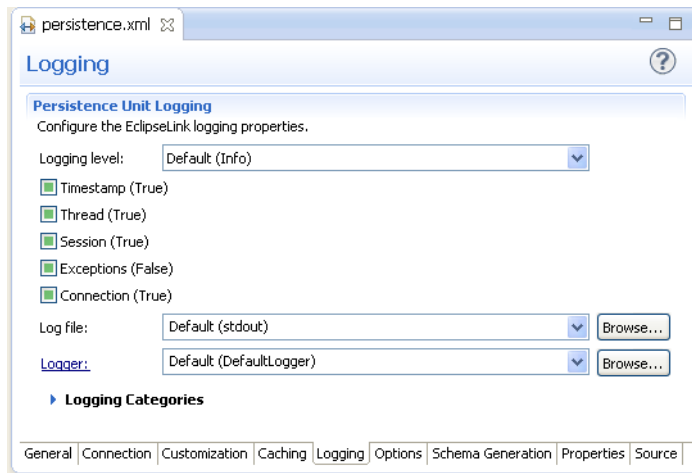 persistence.xml
Logging
Persistence Unit Logging
Configure the EclipseLink logging properties.
Logging level: Default (Info)
Timestamp (True)
Thread (True)
Session (True)
Exceptions (False)
Connection (True)
Log file: Default (stdout) Browse...
Logger: Default (DefaultLogger) Browse...
Logging Categories
General Connection Customization Caching Logging Options Schema Generation Properties Source